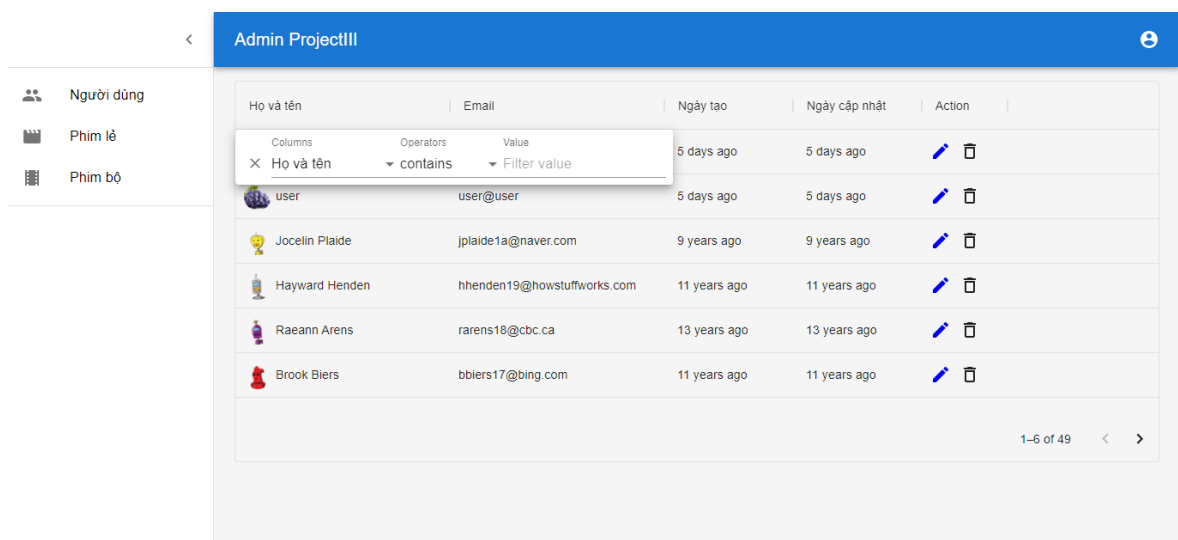 Admin ProjectIII
Người dùng
Phim lẻ
Phim bộ
Họ và tên Email Ngày tạo Ngày cập nhật Action
Columns Operators Value
Họ và tên contains Filter value
5 days ago 5 days ago
user user@user 5 days ago 5 days ago
Jocelin Plaide jplaide1a@naver.com 9 years ago 9 years ago
Hayward Henden hhenden19@howstuffworks.com 11 years ago 11 years ago
Raeann Arens rarens18@cbc.ca 13 years ago 13 years ago
Brook Biers bbiers17@bing.com 11 years ago 11 years ago
1–6 of 49